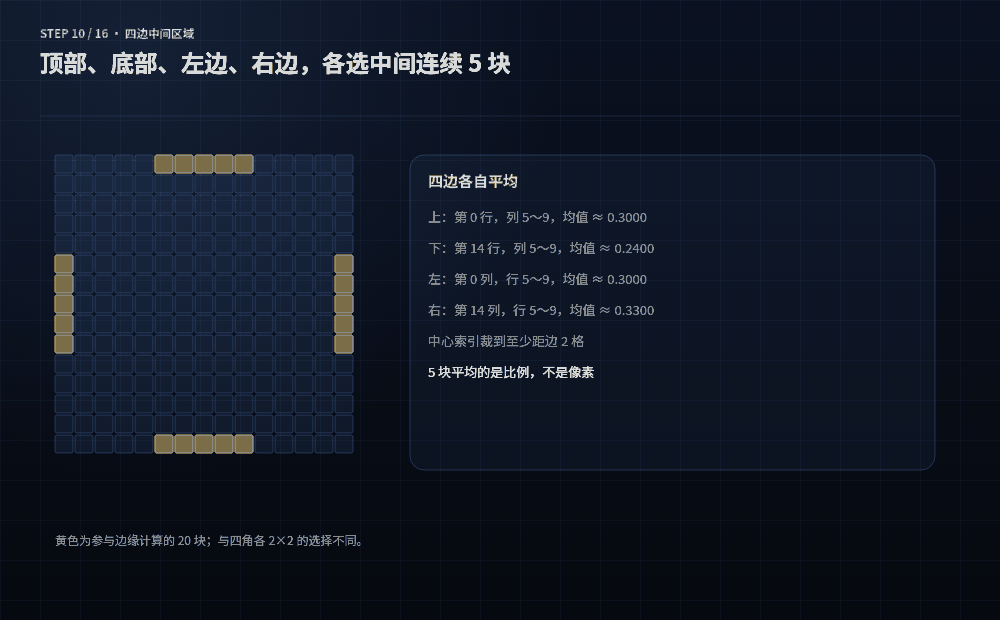 STEP 10 / 16 · 四边中间区域
顶部、底部、左边、右边，各选中间连续 5 块
四边各自平均
上：第 0 行，列 5～9，均值 ≈ 0.3000
下：第 14 行，列 5～9，均值 ≈ 0.2400
左：第 0 列，行 5～9，均值 ≈ 0.3000
右：第 14 列，行 5～9，均值 ≈ 0.3300
中心索引裁到至少距边 2 格
5 块平均的是比例，不是像素
黄色为参与边缘计算的 20 块；与四角各 2×2 的选择不同。